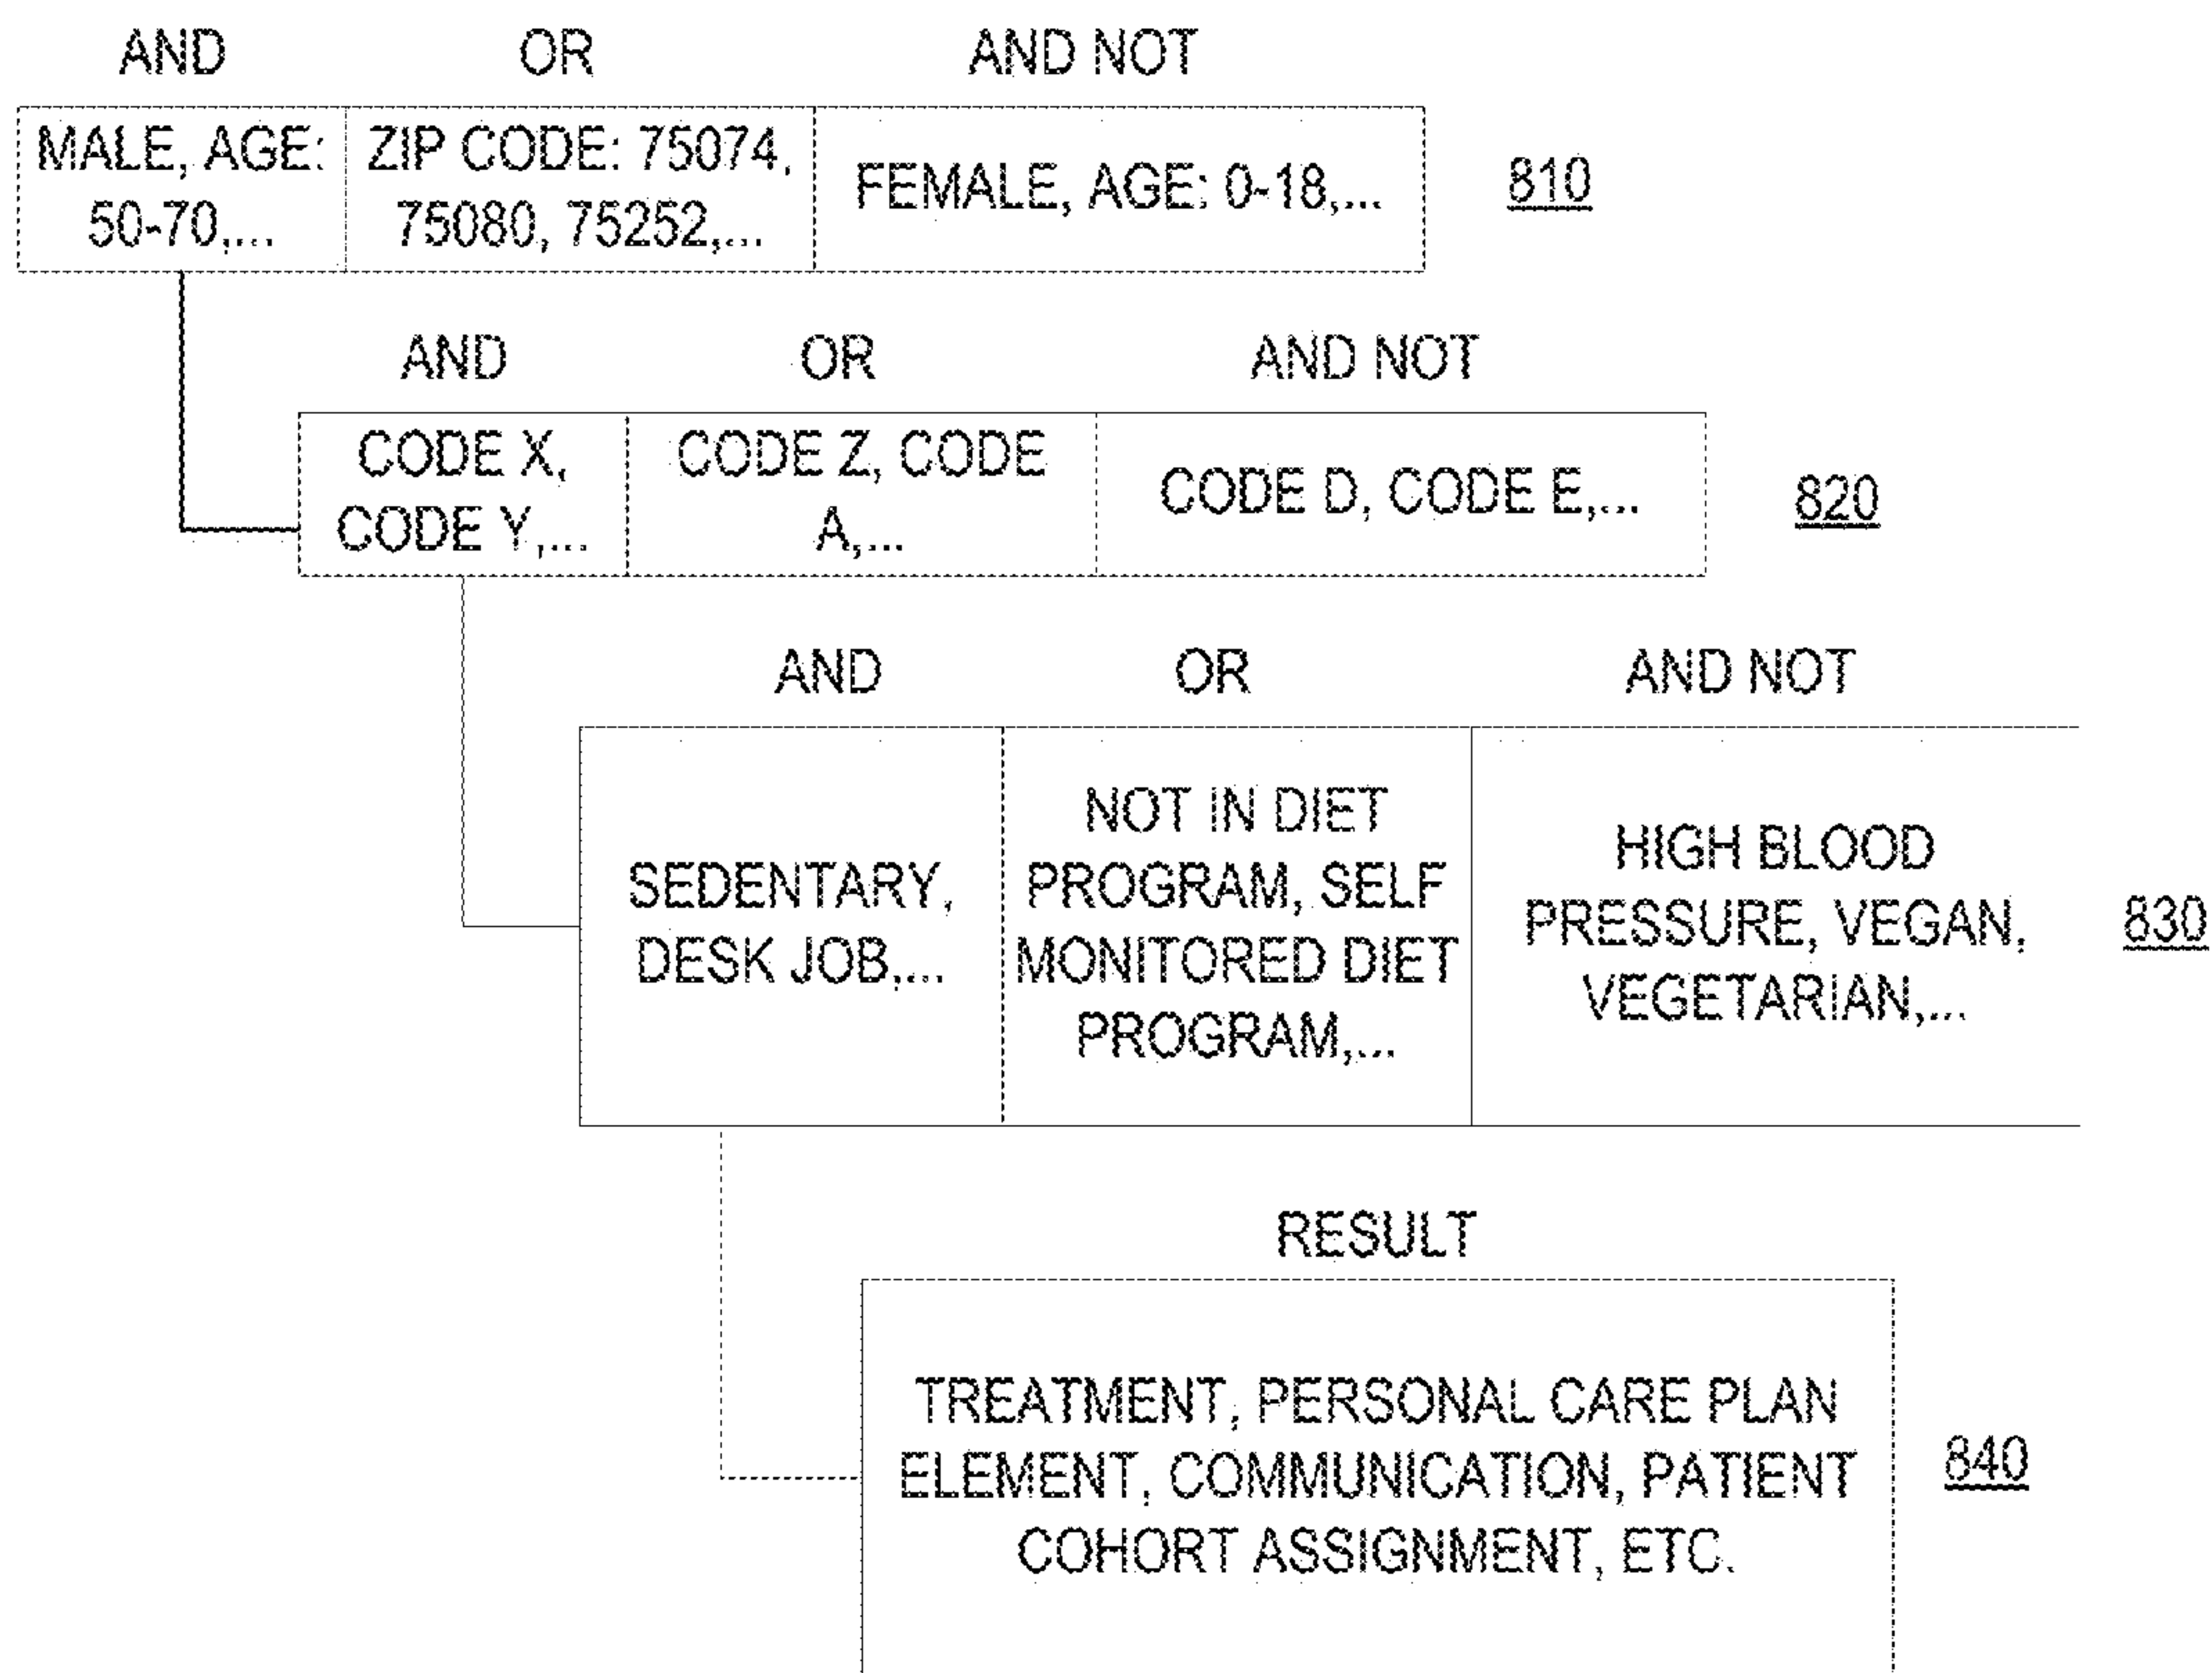 AND OR AND NOT
MALE, AGE: 50-70,...
ZIP CODE: 75074, 75080, 75252,...
FEMALE, AGE: 0-18,...
810
AND OR AND NOT
CODE X,
CODE Y,...
CODE Z, CODE
A,...
CODE D, CODE E,...
820
AND OR AND NOT
SEDENTARY,
DESK JOB,...
NOT IN DIET
PROGRAM, SELF
MONITORED DIET
PROGRAM,...
HIGH BLOOD
PRESSURE, VEGAN,
VEGETARIAN,...
830
RESULT
TREATMENT, PERSONAL CARE PLAN
ELEMENT, COMMUNICATION, PATIENT
COHORT ASSIGNMENT, ETC.
840